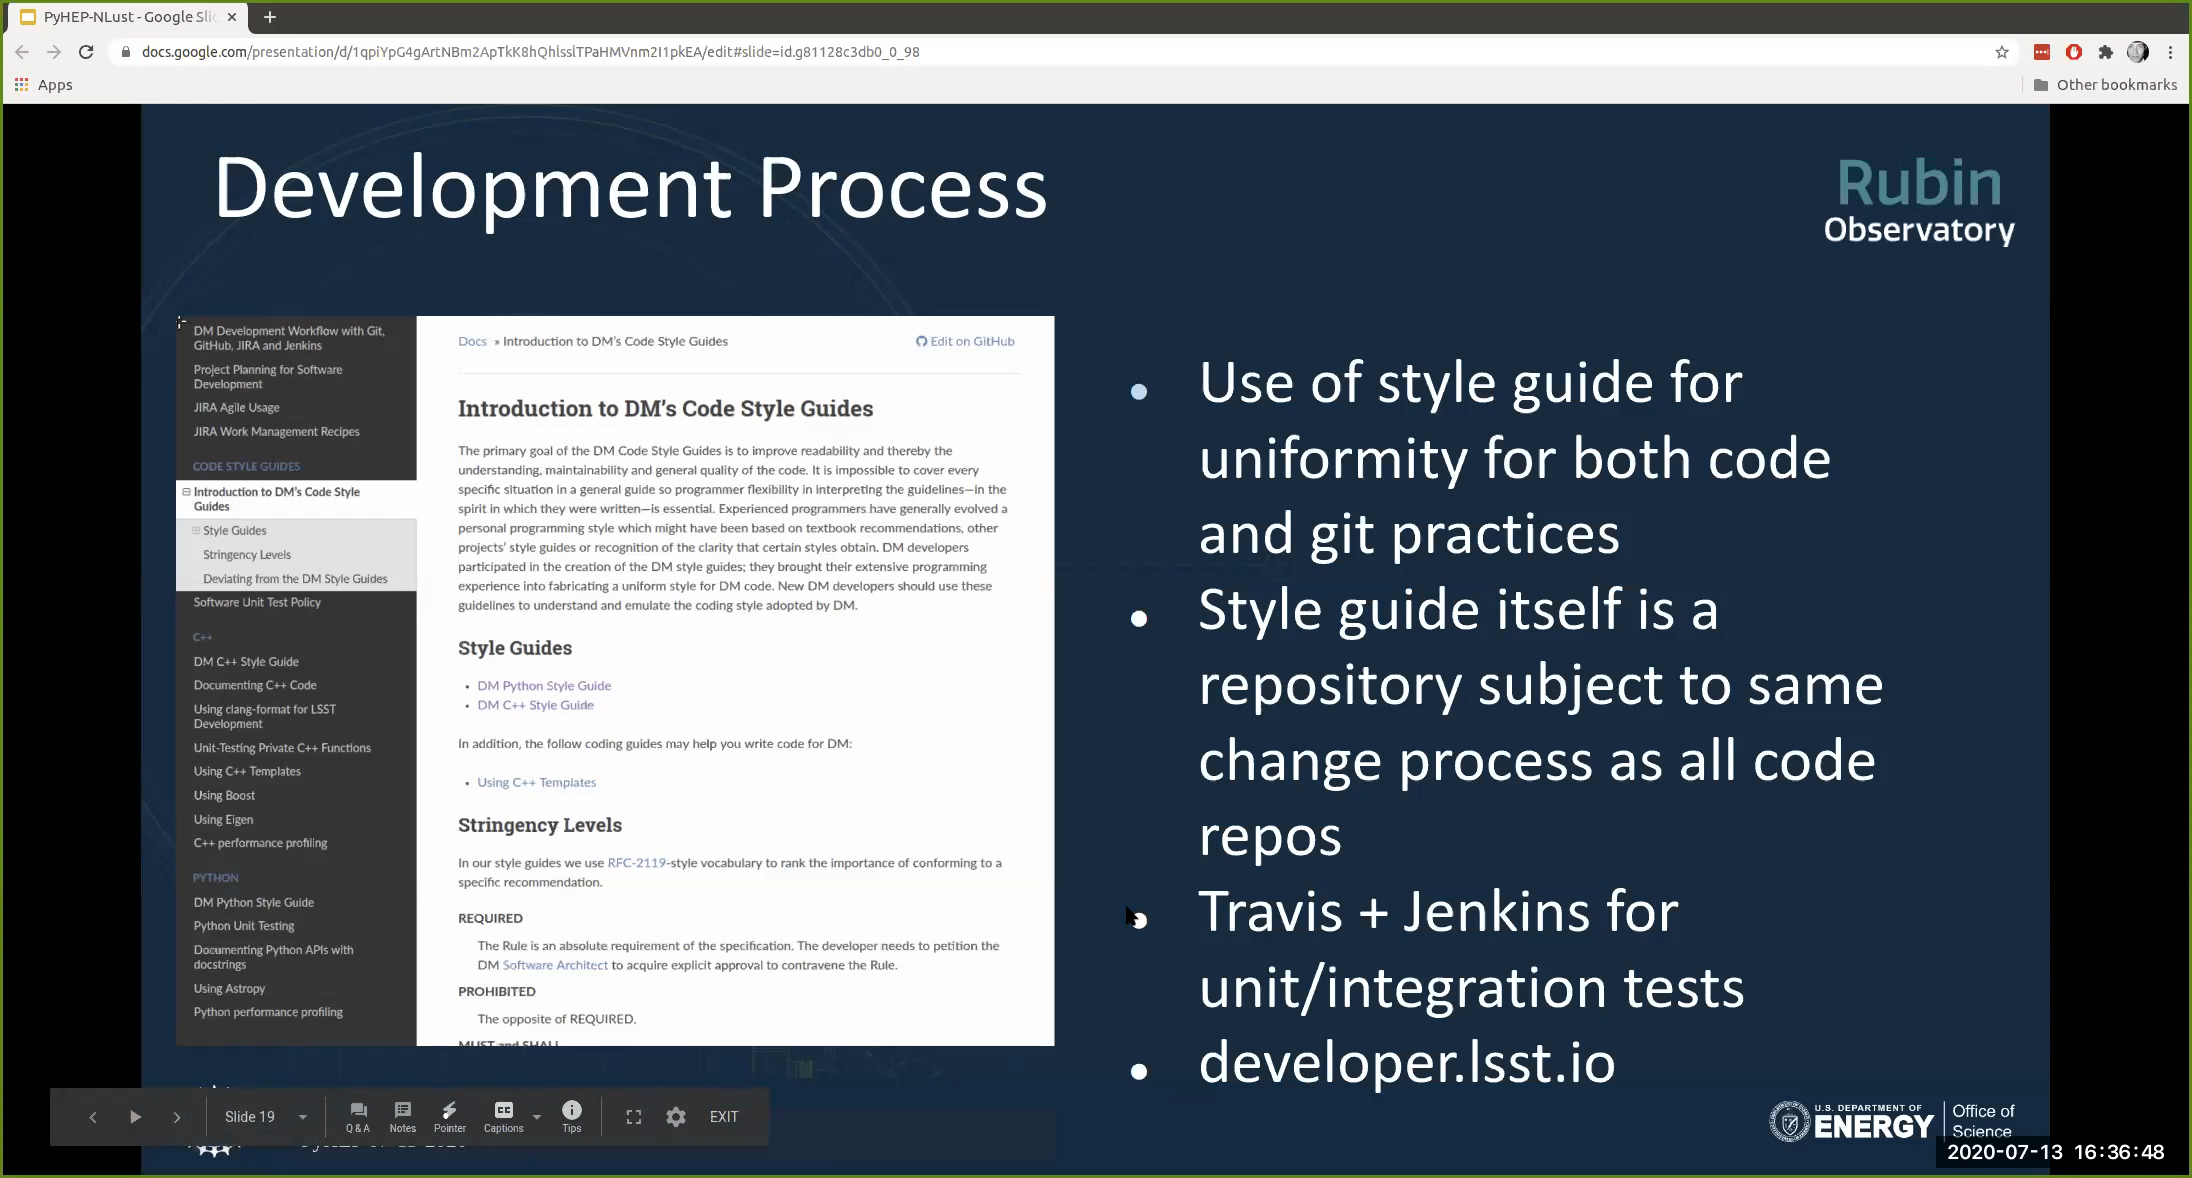 PyHEP-NLust - Google Slid
docs.google.com/presentation/d/1qpiYpG4gArtNBm2ApTkK8hQhlsslTPaHMVnm2I1pkEA/edit#slide=id.g81128c3db0_0_98
Apps
Other bookmarks
Development Process
Rubin
Observatory
DM Development Workflow with Git,
GitHub, JIRA and Jenkins
Project Planning for Software
Development
JIRA Agile Usage
JIRA Work Management Recipes
CODE STYLE GUIDES
Introduction to DM's Code Style
Guides
Style Guides
Stringency Levels
Deviating from the DM Style Guides
Software Unit Test Policy
C++
DM C++ Style Guide
Documenting C++ Code
Using clang-format for LSST
Development
Unit-Testing Private C++ Functions
Using C++ Templates
Using Boost
Using Eigen
C++ performance profiling
PYTHON
DM Python Style Guide
Python Unit Testing
Documenting Python APIs with
docstrings
Using Astropy
Python performance profiling
Docs » Introduction to DM's Code Style Guides
Edit on GitHub
Introduction to DM's Code Style Guides
The primary goal of the DM Code Style Guides is to improve readability and thereby the
understanding, maintainability and general quality of the code. It is impossible to cover every
specific situation in a general guide so programmer flexibility in interpreting the guidelines—in the
spirit in which they were written—is essential. Experienced programmers have generally evolved a
personal programming style which might have been based on textbook recommendations, other
projects' style guides or recognition of the clarity that certain styles obtain. DM developers
participated in the creation of the DM style guides; they brought their extensive programming
experience into fabricating a uniform style for DM code. New DM developers should use these
guidelines to understand and emulate the coding style adopted by DM.
Style Guides
• DM Python Style Guide
• DM C++ Style Guide
In addition, the follow coding guides may help you write code for DM:
• Using C++ Templates
Stringency Levels
In our style guides we use RFC-2119-style vocabulary to rank the importance of conforming to a
specific recommendation.
REQUIRED
The Rule is an absolute requirement of the specification. The developer needs to petition the
DM Software Architect to acquire explicit approval to contravene the Rule.
PROHIBITED
The opposite of REQUIRED.
MUST and SHALL
• Use of style guide for
uniformity for both code
and git practices
• Style guide itself is a
repository subject to same
change process as all code
repos
• Travis + Jenkins for
unit/integration tests
• developer.lsst.io
Slide 19
Q & A
Notes
Pointer
Captions
Tips
EXIT
U.S. DEPARTMENT OF
ENERGY
Office of
Science
2020-07-13 16:36:48